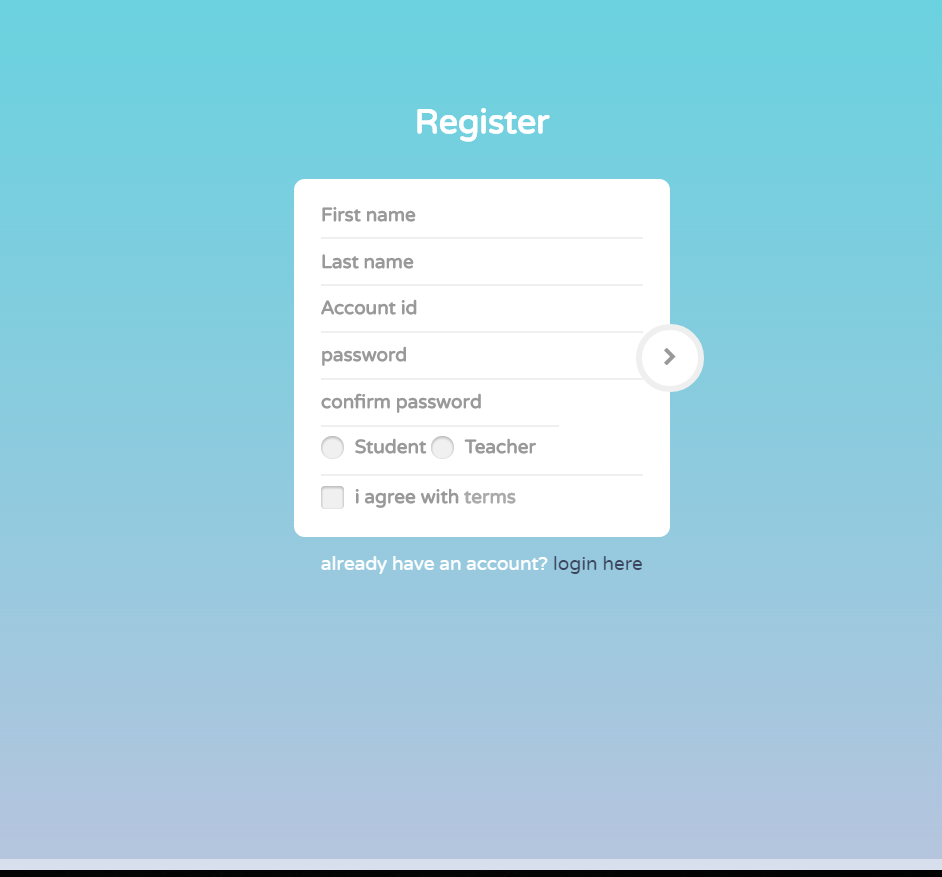 Register
First name
Last name
Account id
password
confirm password
Student Teacher
i agree with terms
already have an account? login here